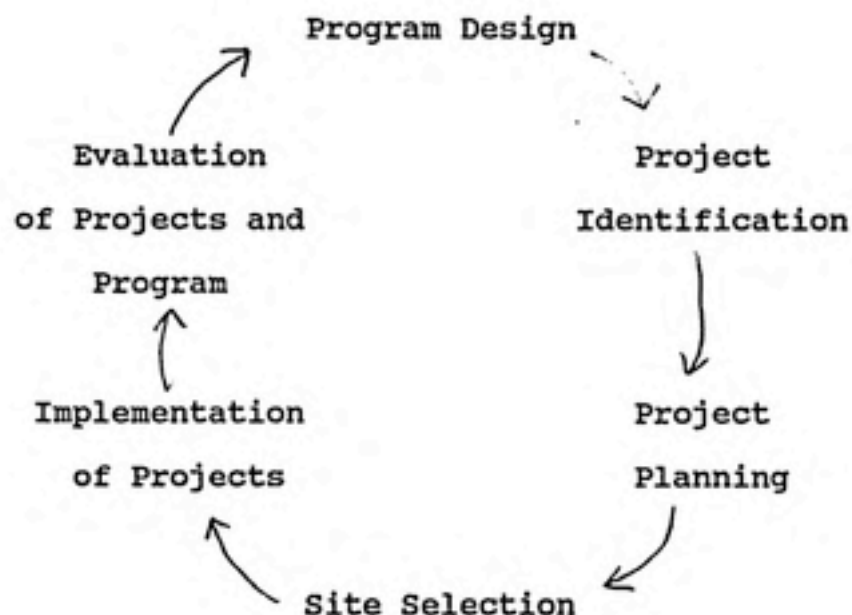 Program Design
Project
Identification
Project
Planning
Site Selection
Implementation
of Projects
Evaluation
of Projects and
Program